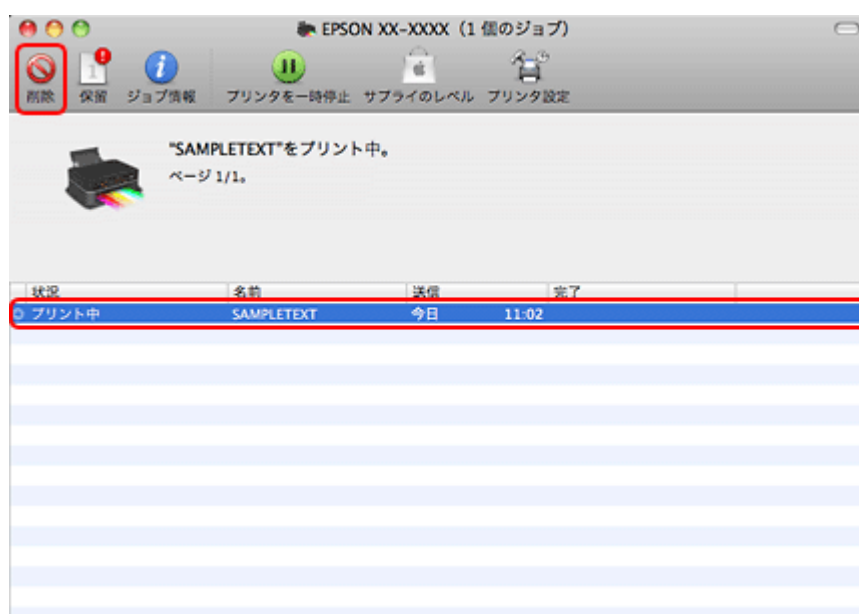 EPSON XX-XXXX（1 個のジョブ）
削除 保留 ジョブ情報 プリンタを一時停止 サプライのレベル プリンタ設定
"SAMPLETEXT"をプリント中。
ページ 1/1。
状況 名前 送信 完了
プリント中 SAMPLETEXT 今日 11:02